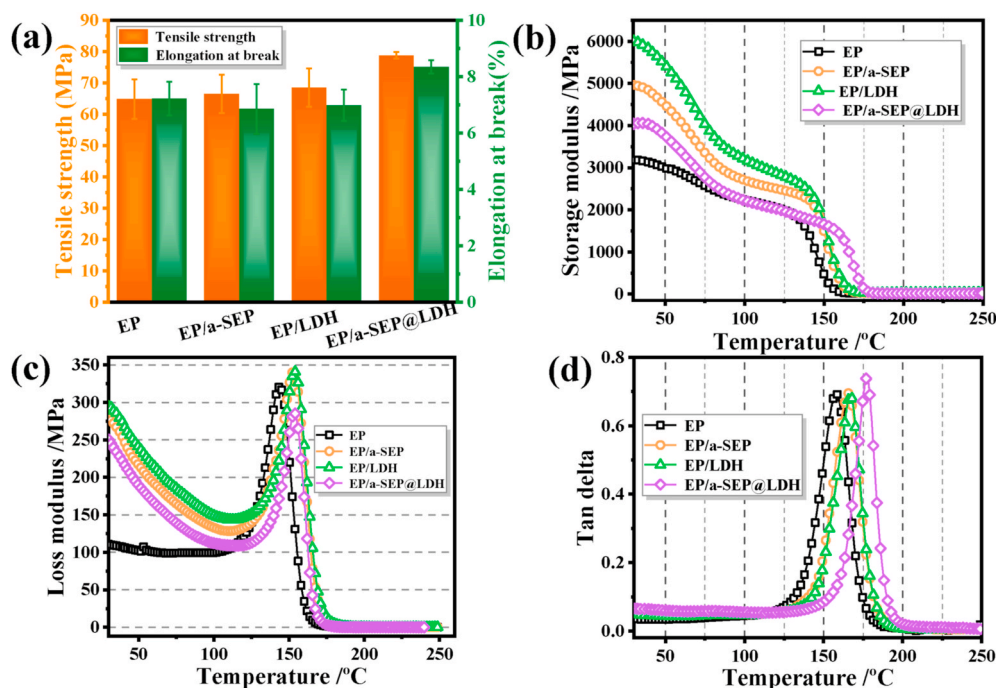 (a)
Tensile strength
Elongation at break
Tensile strength (MPa)
90
80
70
60
50
40
30
20
10
0
Elongation at break(%)
10
8
6
4
2
0
EP
EP/a-SEP
EP/LDH
EP/a-SEP@LDH
(b)
EP
EP/a-SEP
EP/LDH
EP/a-SEP@LDH
Storage modulus /MPa
6000
5000
4000
3000
2000
1000
0
50 100 150 200 250
Temperature /°C
(c)
EP
EP/a-SEP
EP/LDH
EP/a-SEP@LDH
Loss modulus /MPa
350
300
250
200
150
100
50
0
50 100 150 200 250
Temperature /°C
(d)
EP
EP/a-SEP
EP/LDH
EP/a-SEP@LDH
Tan delta
0.8
0.6
0.4
0.2
0.0
50 100 150 200 250
Temperature /°C